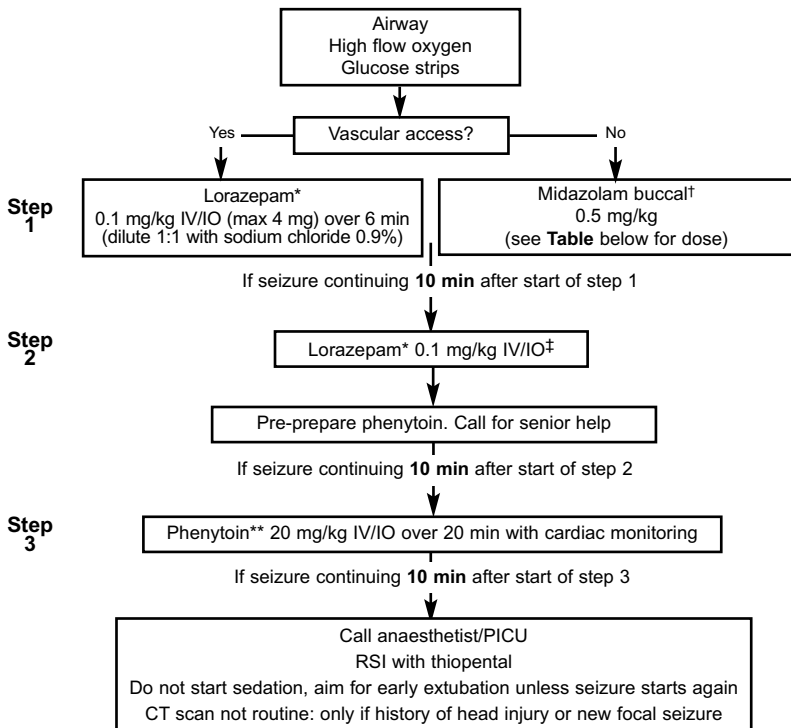 Airway
High flow oxygen
Glucose strips
Yes
Vascular access?
No
Step
1
Lorazepam*
0.1 mg/kg IV/IO (max 4 mg) over 6 min
(dilute 1:1 with sodium chloride 0.9%)
Midazolam buccal†
0.5 mg/kg
(see Table below for dose)
If seizure continuing 10 min after start of step 1
Step
2
Lorazepam* 0.1 mg/kg IV/IO‡
Pre-prepare phenytoin. Call for senior help
If seizure continuing 10 min after start of step 2
Step
3
Phenytoin** 20 mg/kg IV/IO over 20 min with cardiac monitoring
If seizure continuing 10 min after start of step 3
Call anaesthetist/PICU
RSI with thiopental
Do not start sedation, aim for early extubation unless seizure starts again
CT scan not routine: only if history of head injury or new focal seizure